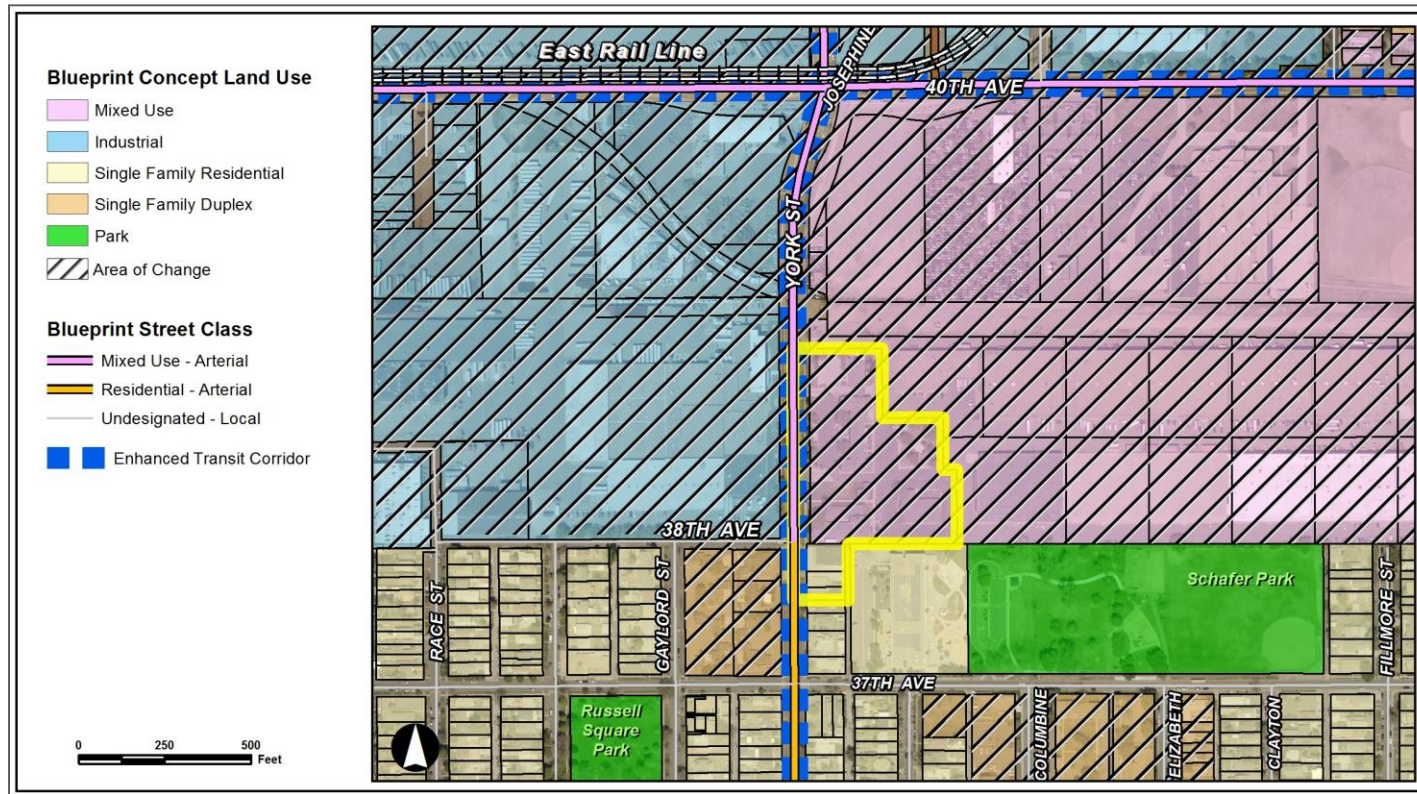 Blueprint Concept Land Use
Mixed Use
Industrial
Single Family Residential
Single Family Duplex
Park
Area of Change
Blueprint Street Class
Mixed Use - Arterial
Residential - Arterial
Undesignated - Local
Enhanced Transit Corridor
0 250 500
Feet
East Rail Line
JOSEPHINE
40TH AVE
YORK ST
38TH AVE
Schafer Park
RACE ST
GAYLORD ST
FILLMORE ST
37TH AVE
Russell
Square
Park
COLUMBINE
ELIZABETH
CLAYTON